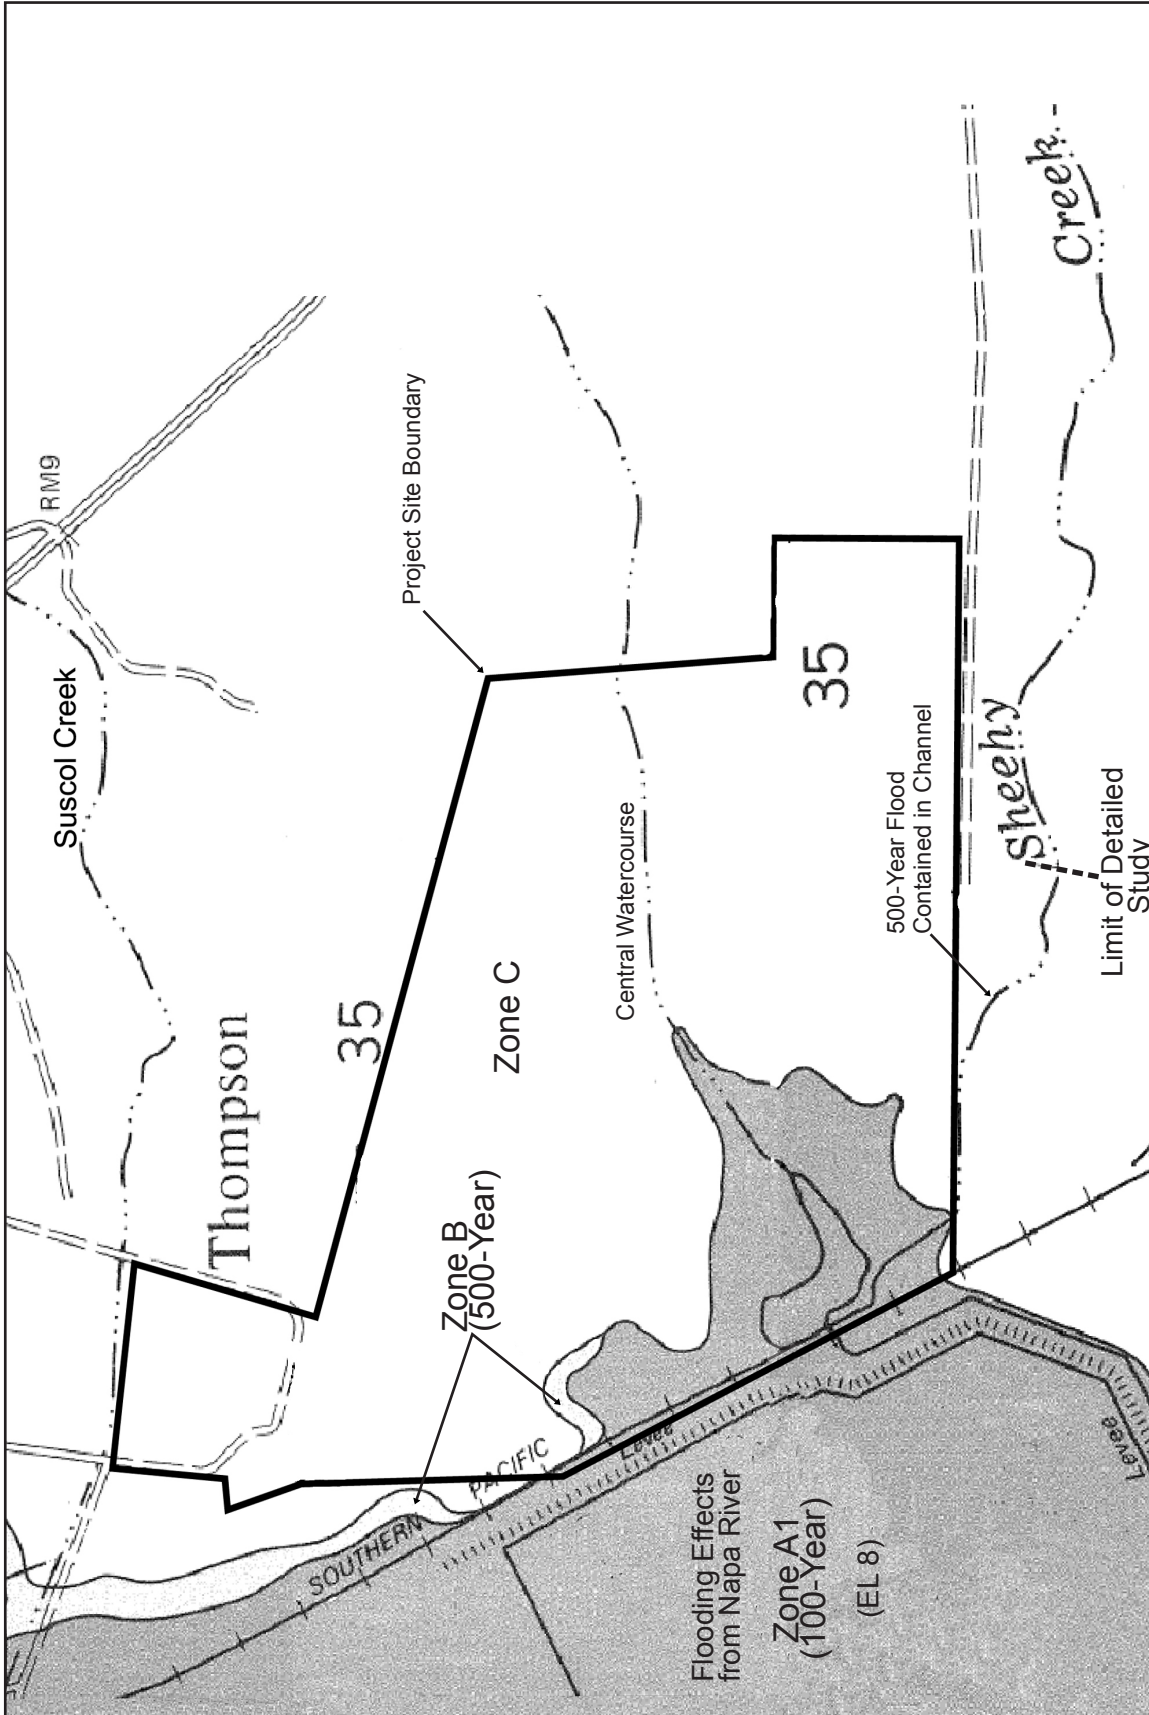 RM9
Suscol Creek
Thompson
35
Project Site Boundary
Zone C
Zone B
(500-Year)
Central Watercourse
35
Creek
500-Year Flood
Contained in Channel
Sheehy
Limit of Detailed
Study
SOUTHERN
PACIFIC
Levee
Levee
Flooding Effects
from Napa River
Zone A1
(100-Year)
(EL 8)